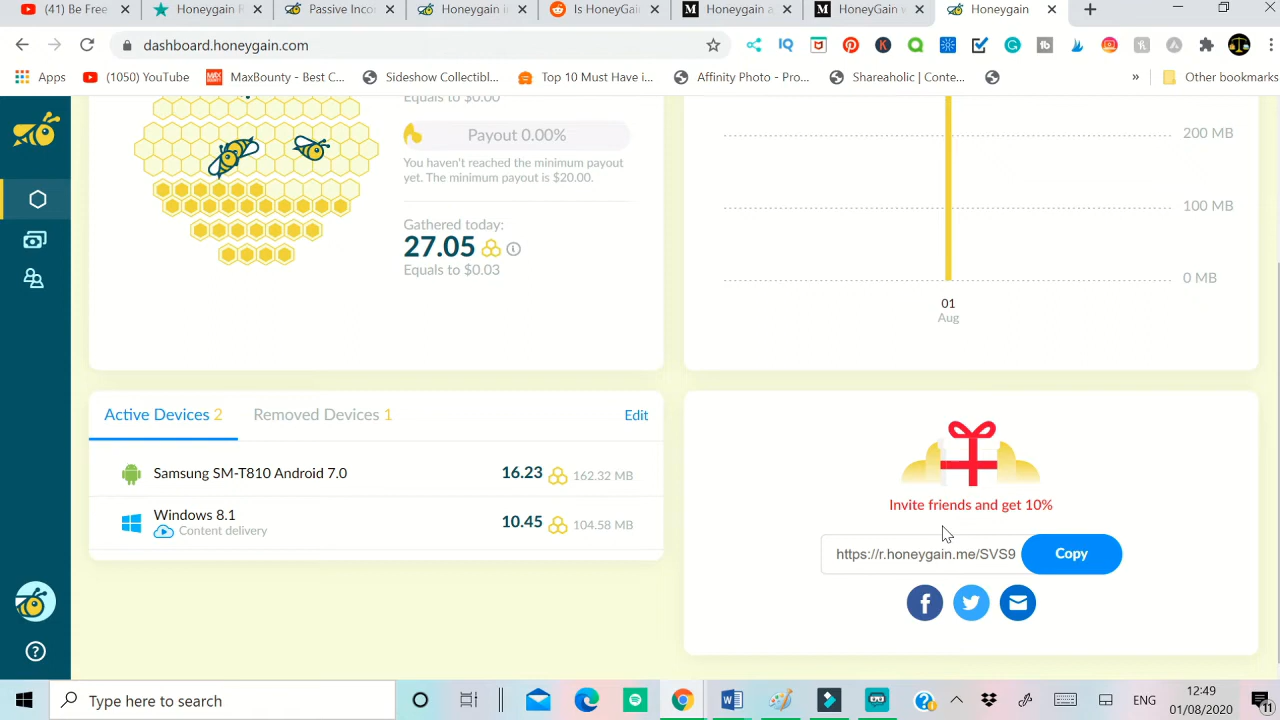 (41) Be Free
Honeygain R
Passive Incor
Honeygain i
Is HoneyGai
HoneyGain a
HoneyGain v
Honeygain
dashboard.honeygain.com
Apps
(1050) YouTube
MAX BOUNTY
MaxBounty - Best C...
Sideshow Collectibl...
Top 10 Must Have i...
Affinity Photo - Pro...
Shareaholic | Conte...
Other bookmarks
Equals to $0.00
Payout 0.00%
You haven't reached the minimum payout
yet. The minimum payout is $20.00.
Gathered today:
27.05
Equals to $0.03
200 MB
100 MB
0 MB
01
Aug
Active Devices 2
Removed Devices 1
Edit
Samsung SM-T810 Android 7.0
16.23
162.32 MB
Windows 8.1
Content delivery
10.45
104.58 MB
Invite friends and get 10%
https://r.honeygain.me/SVS9
Copy
Type here to search
ENG
12:49
01/08/2020
11